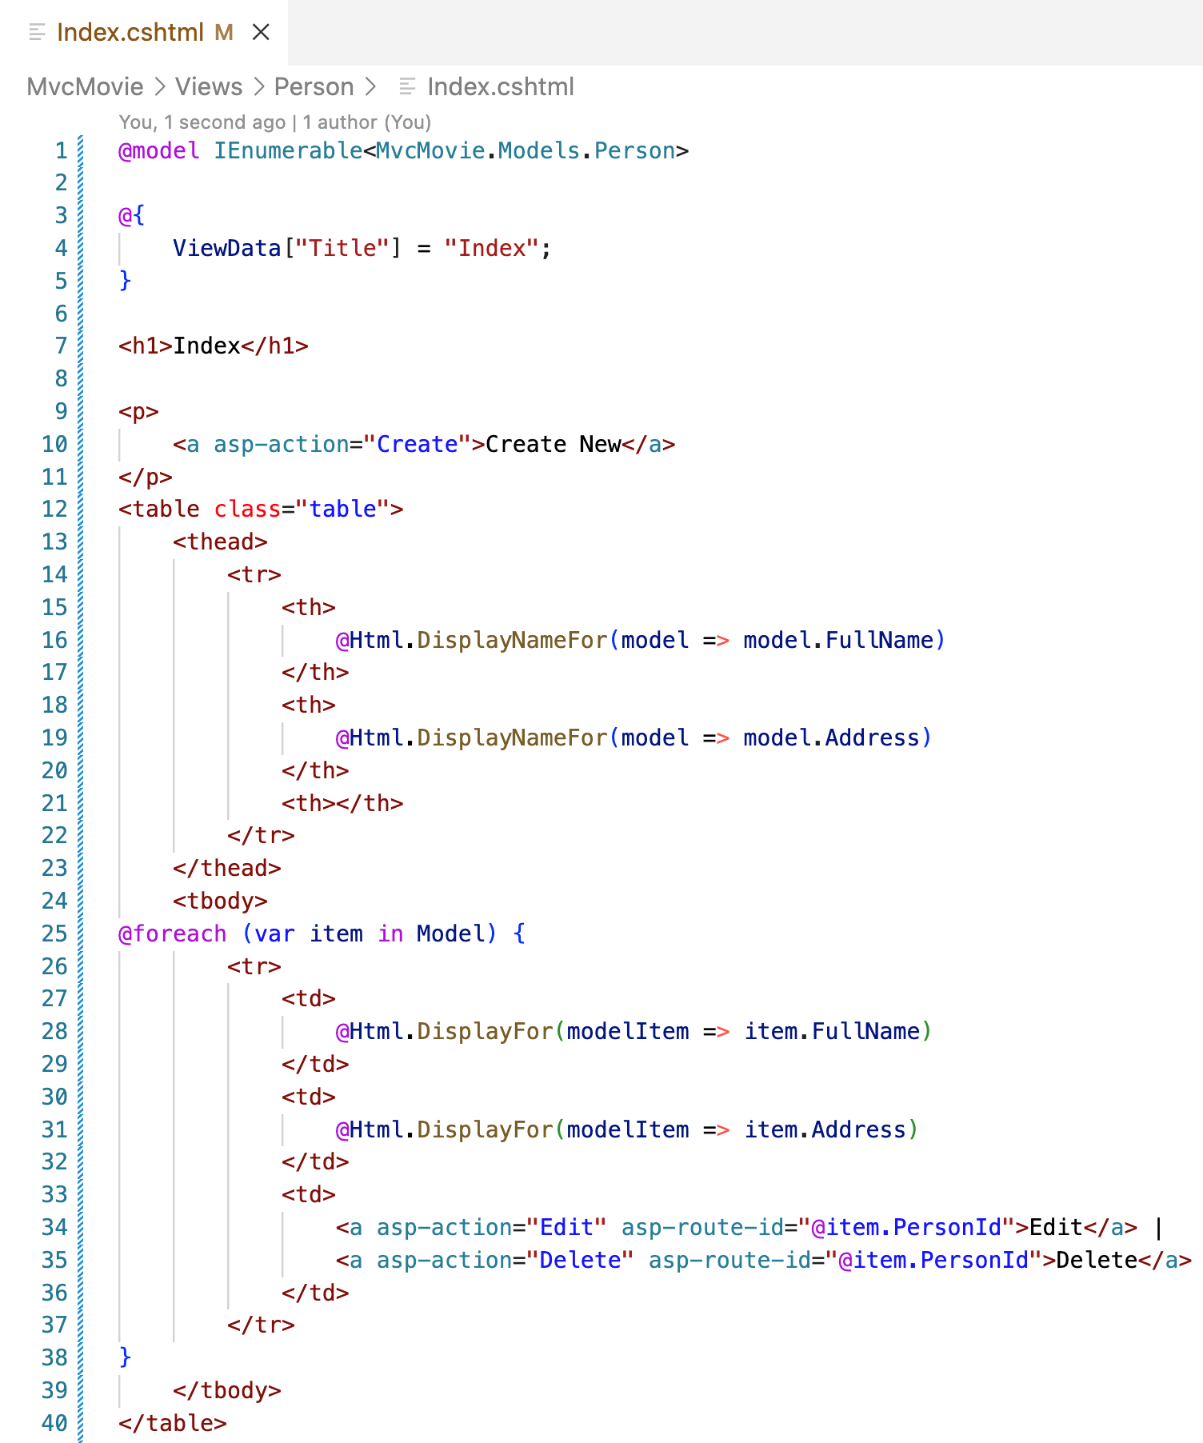 Index.cshtml M
MvcMovie > Views > Person > Index.cshtml
You, 1 second ago | 1 author (You)
1 @model IEnumerable<MvcMovie.Models.Person>
2
3 @{
4     ViewData["Title"] = "Index";
5 }
6
7 <h1>Index</h1>
8
9 <p>
10     <a asp-action="Create">Create New</a>
11 </p>
12 <table class="table">
13     <thead>
14         <tr>
15             <th>
16                 @Html.DisplayNameFor(model => model.FullName)
17             </th>
18             <th>
19                 @Html.DisplayNameFor(model => model.Address)
20             </th>
21             <th></th>
22         </tr>
23     </thead>
24     <tbody>
25 @foreach (var item in Model) {
26         <tr>
27             <td>
28                 @Html.DisplayFor(modelItem => item.FullName)
29             </td>
30             <td>
31                 @Html.DisplayFor(modelItem => item.Address)
32             </td>
33             <td>
34                 <a asp-action="Edit" asp-route-id="@item.PersonId">Edit</a> |
35                 <a asp-action="Delete" asp-route-id="@item.PersonId">Delete</a>
36             </td>
37         </tr>
38 }
39     </tbody>
40 </table>